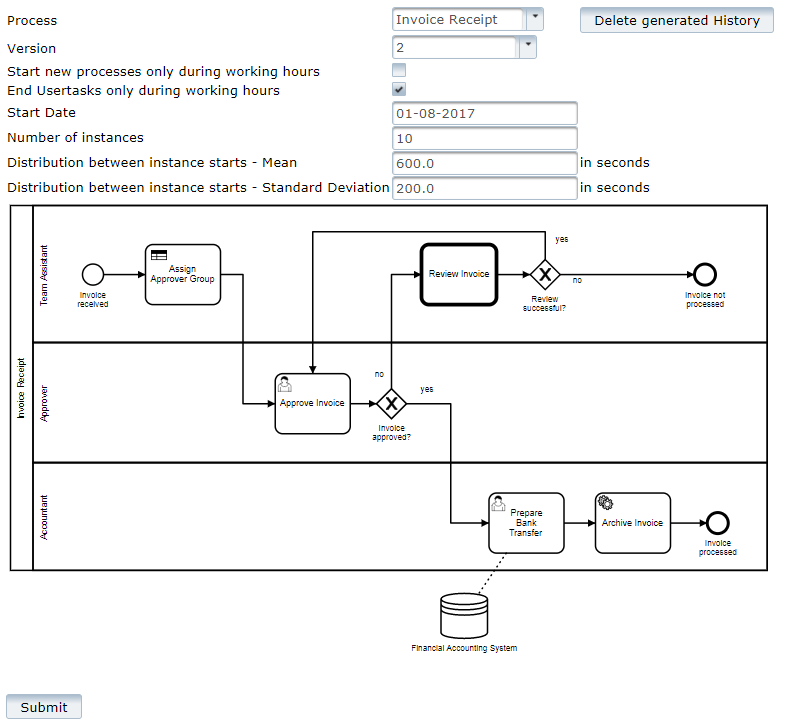 Process
Invoice Receipt
Delete generated History
Version
2
Start new processes only during working hours
End Usertasks only during working hours
Start Date
01-08-2017
Number of instances
10
Distribution between instance starts - Mean
600.0
in seconds
Distribution between instance starts - Standard Deviation
200.0
in seconds
Invoice Receipt
Team Assistant
Invoice
received
Assign
Approver Group
Review Invoice
yes
X
no
Review
successful?
Invoice not
processed
Approver
Approve Invoice
no
yes
X
Invoice
approved?
Accountant
Prepare
Bank
Transfer
Archive Invoice
Invoice
processed
Financial Accounting System
Submit